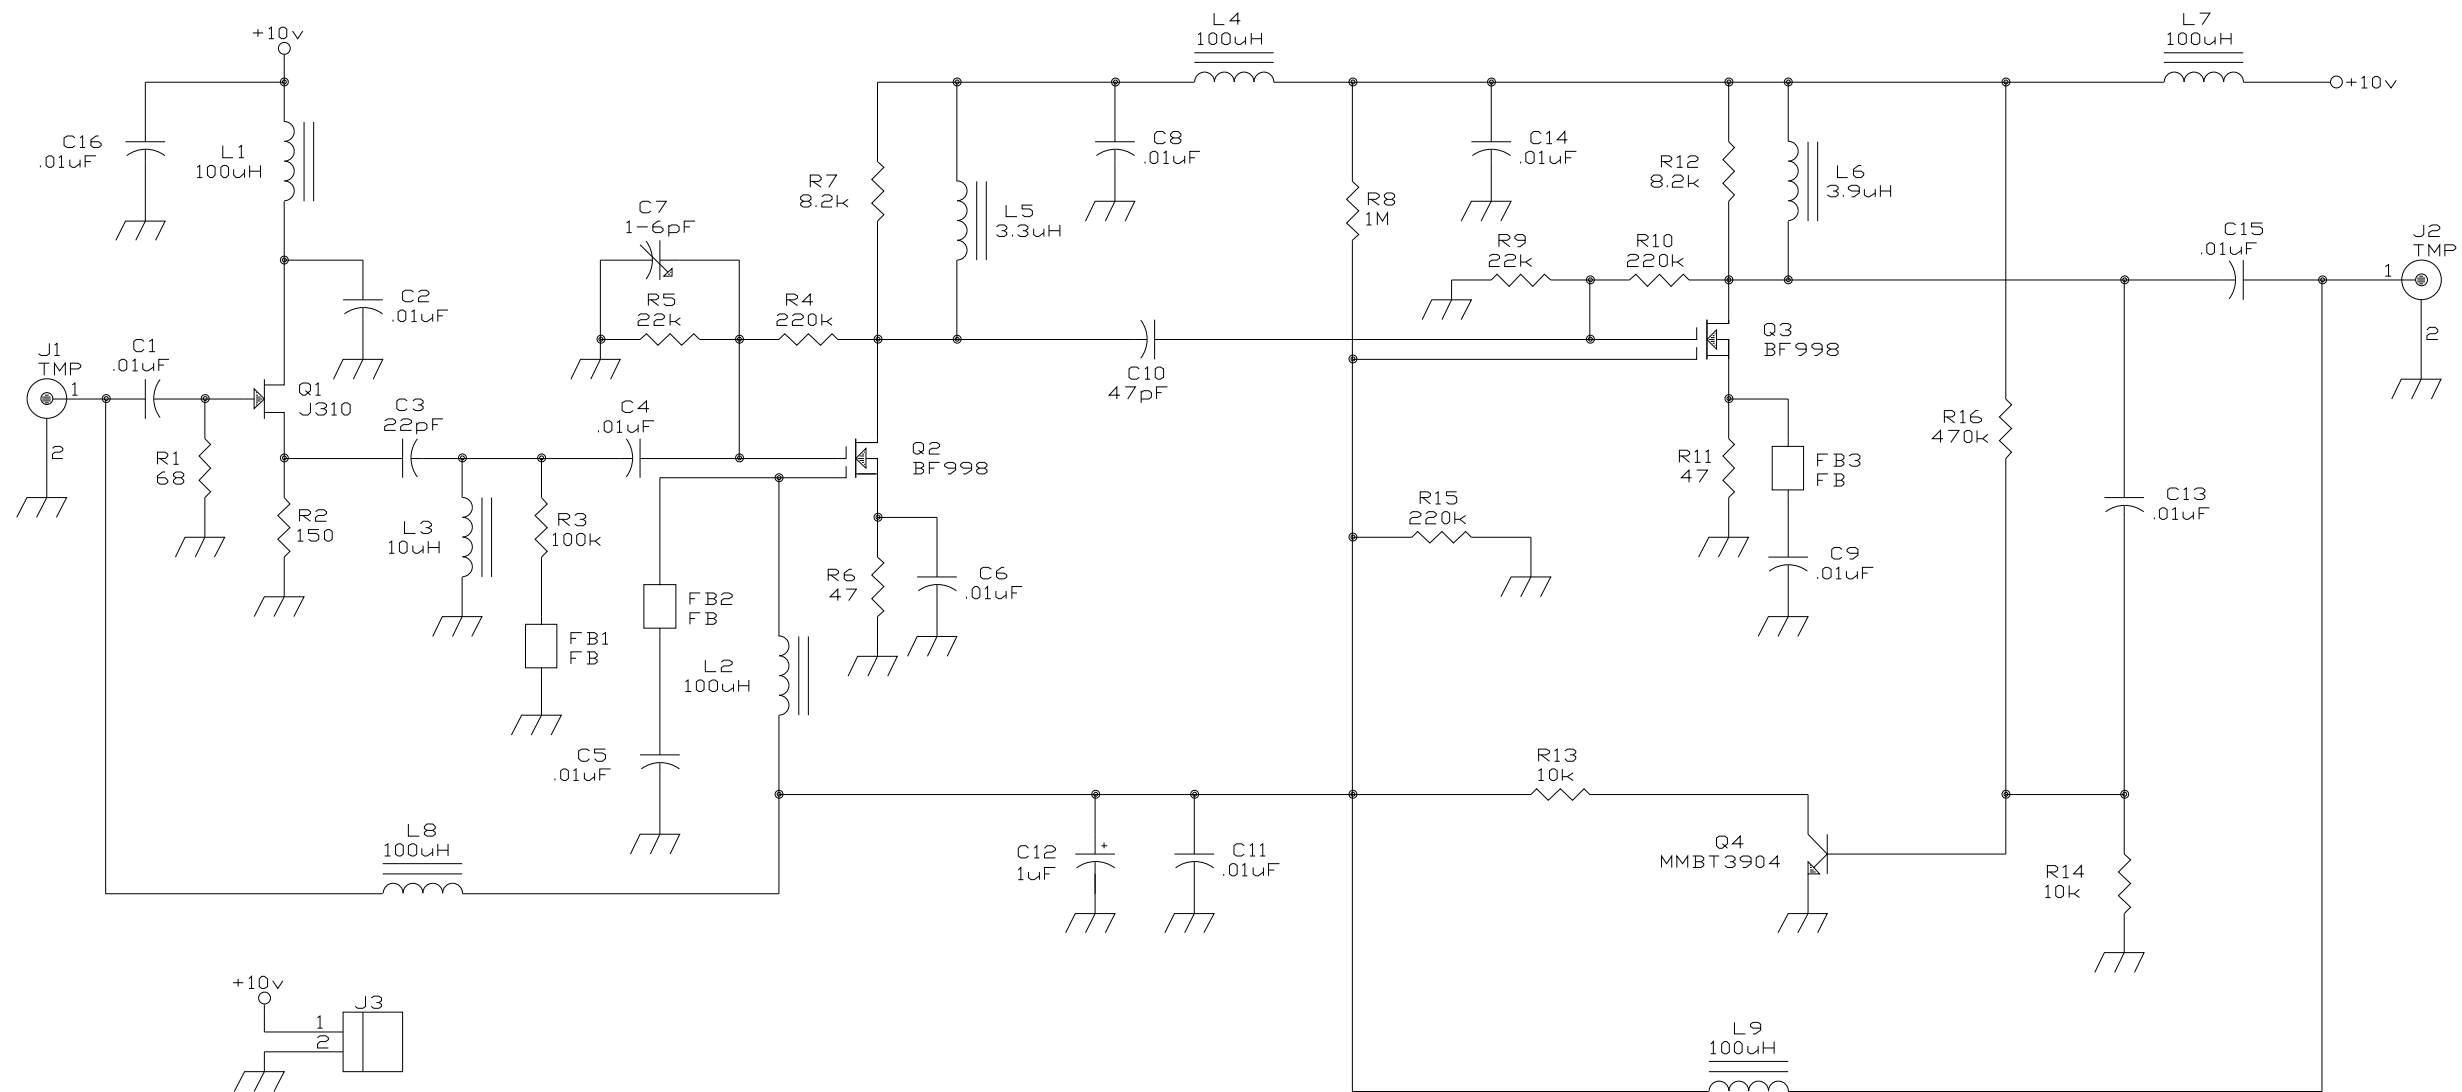 L4
100uH
L7
100uH
+10v
+10v
C16
.01uF
L1
100uH
C8
.01uF
C14
.01uF
R12
8.2k
L6
3.9uH
R7
8.2k
L5
3.3uH
R8
1M
C7
1-6pF
R9
22k
R10
220k
C15
.01uF
J2
TMP
1
2
C2
.01uF
R5
22k
R4
220k
Q3
BF998
J1
TMP
1
2
C1
.01uF
C10
47pF
Q1
J310
C3
22pF
C4
.01uF
R16
470k
R1
68
Q2
BF998
R11
47
FB3
FB
R2
150
L3
10uH
R3
100k
R15
220k
C13
.01uF
C9
.01uF
R6
47
C6
.01uF
FB2
FB
FB1
FB
L2
100uH
C5
.01uF
R13
10k
L8
100uH
C12
1uF
+
C11
.01uF
Q4
MMBT3904
R14
10k
+10v
J3
1
2
L9
100uH